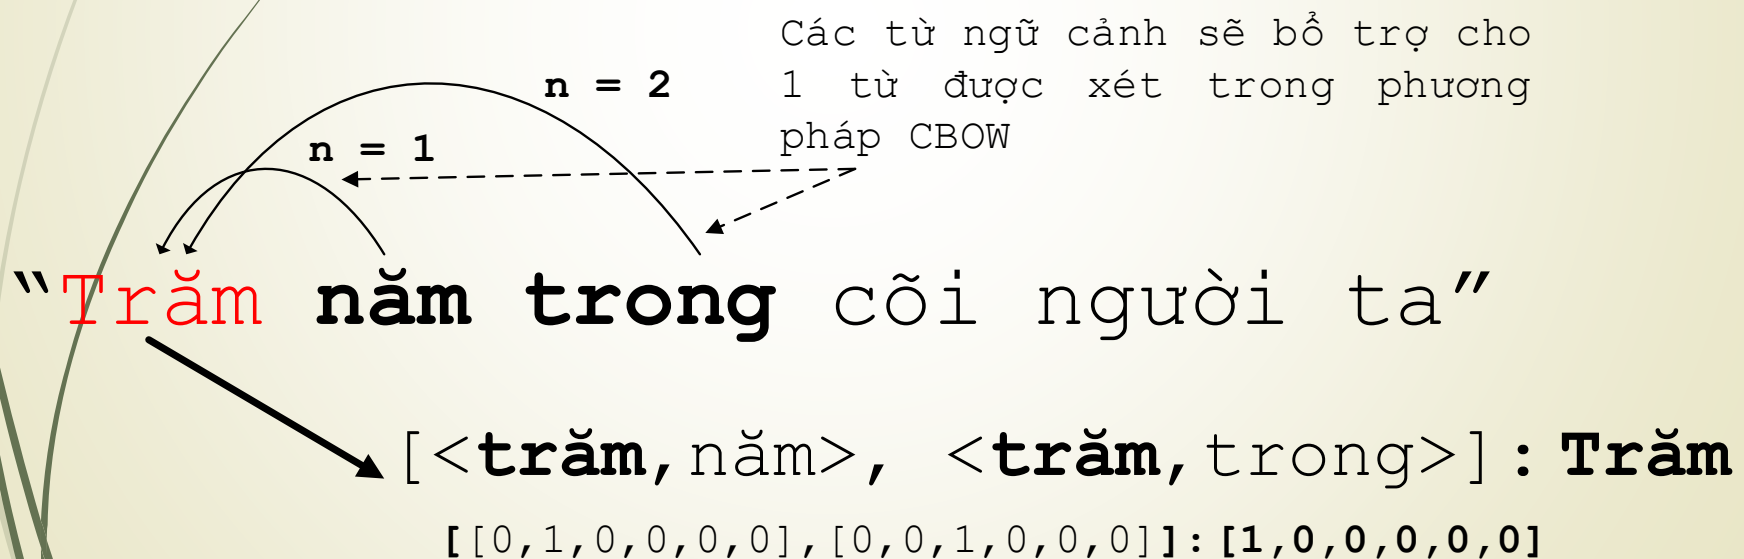 Các từ ngữ cảnh sẽ bổ trợ cho
1 từ được xét trong phương
pháp CBOW
n = 2
n = 1
“Trăm năm trong cõi người ta”
[<trăm,năm>, <trăm,trong>]: Trăm
[[0,1,0,0,0,0],[0,0,1,0,0,0]]:[1,0,0,0,0,0]